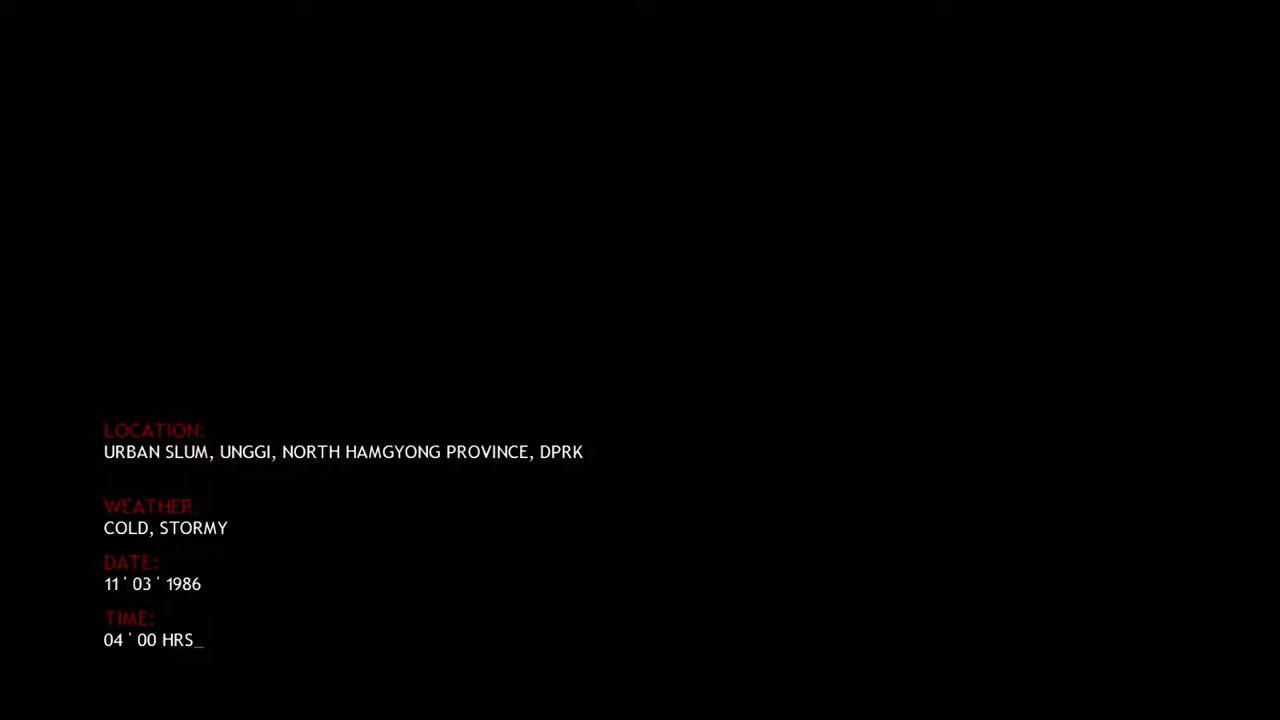 LOCATION:
URBAN SLUM, UNGGI, NORTH HAMGYONG PROVINCE, DPRK
WEATHER.
COLD, STORMY
DATE:
11 ' 03 ' 1986
TIME:
04 ' 00 HRS_